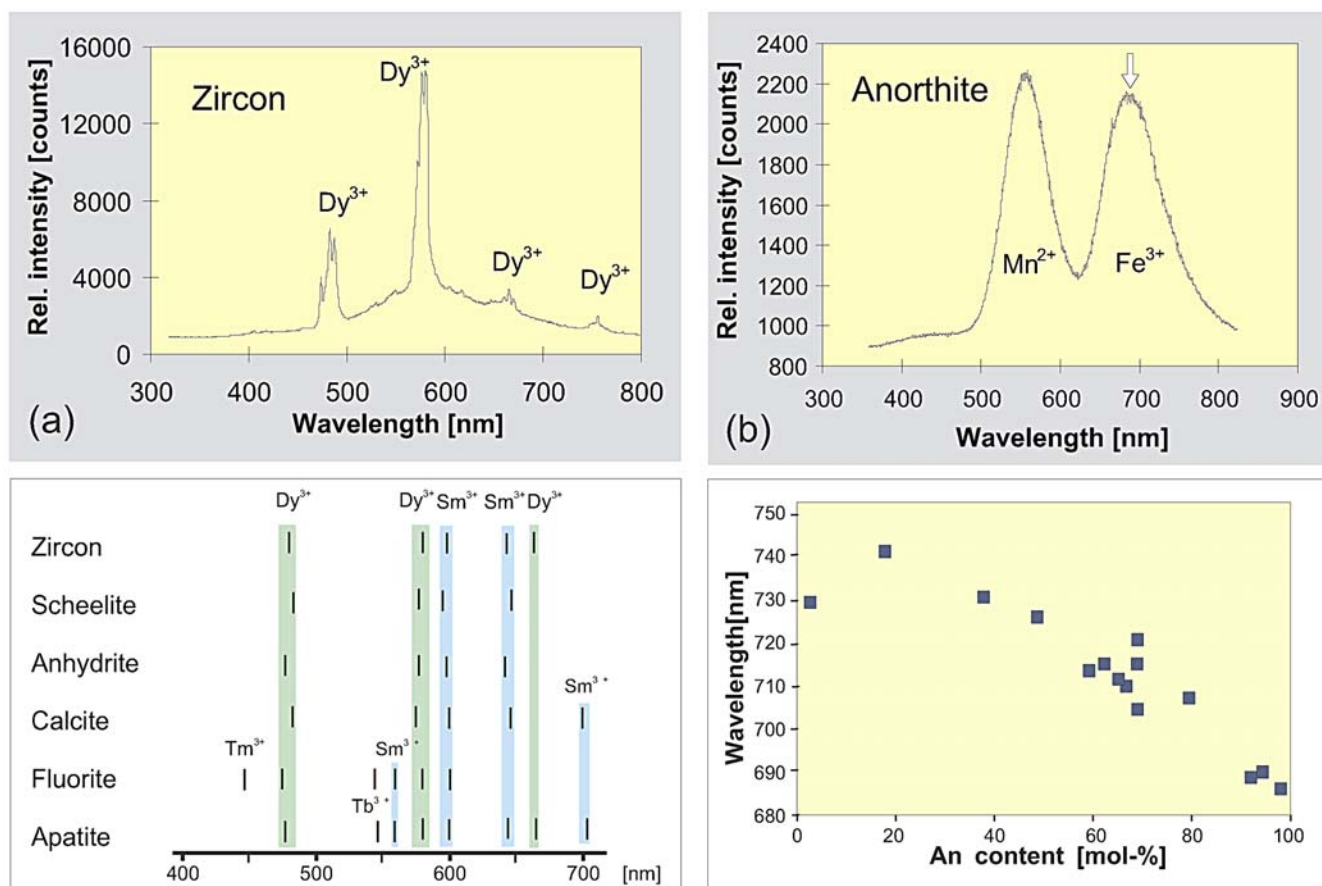 16000
12000
8000
4000
0
Rel. intensity [counts]
Zircon
Dy³⁺
Dy³⁺
Dy³⁺
Dy³⁺
300 400 500 600 700 800
Wavelength [nm]
(a)
2400
2200
2000
1800
1600
1400
1200
1000
800
Rel. intensity [counts]
Anorthite
Mn²⁺ Fe³⁺
300 400 500 600 700 800 900
Wavelength [nm]
(b)
Dy³⁺ Dy³⁺ Sm³⁺ Sm³⁺ Dy³⁺
Zircon
Scheelite
Anhydrite
Sm³⁺
Calcite
Tm³⁺ Sm³⁺
Fluorite
Tb³⁺
Apatite
400 500 600 700 [nm]
750
740
730
720
710
700
690
680
Wavelength[nm]
0 20 40 60 80 100
An content [mol-%]